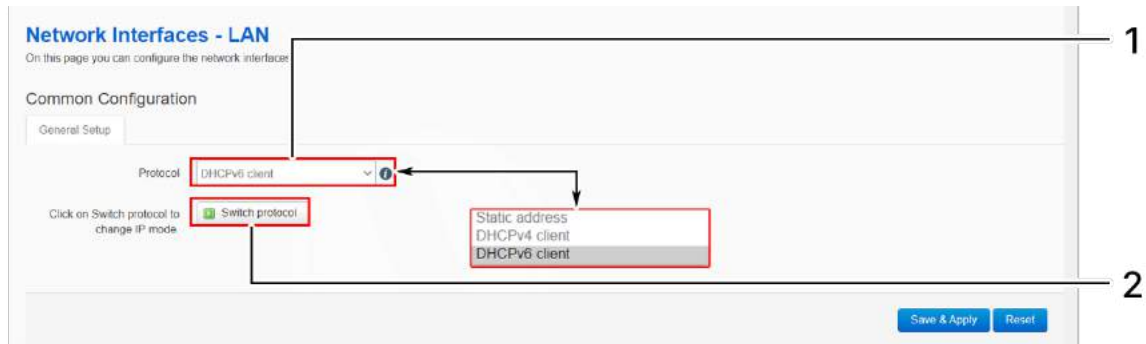 Network Interfaces - LAN
On this page you can configure the network interfaces
Common Configuration
General Setup
Protocol
DHCPv6 client
Click on Switch protocol to
change IP mode
Switch protocol
Static address
DHCPv4 client
DHCPv6 client
1
2
Save & Apply
Reset